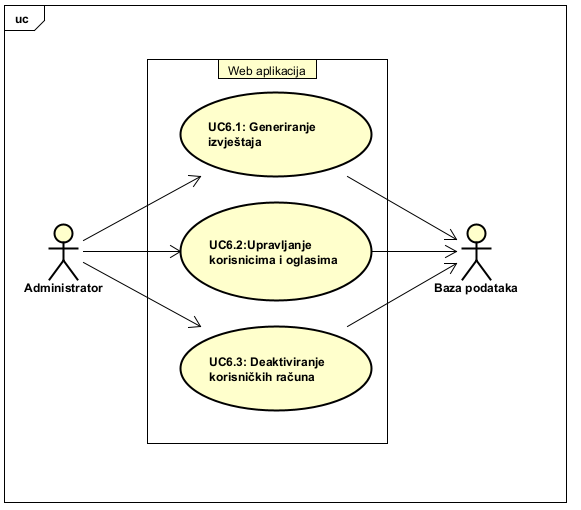 uc
Web aplikacija
UC6.1: Generiranje
izvještaja
UC6.2:Upravljanje
korisnicima i oglasima
Administrator
Baza podataka
UC6.3: Deaktiviranje
korisničkih računa